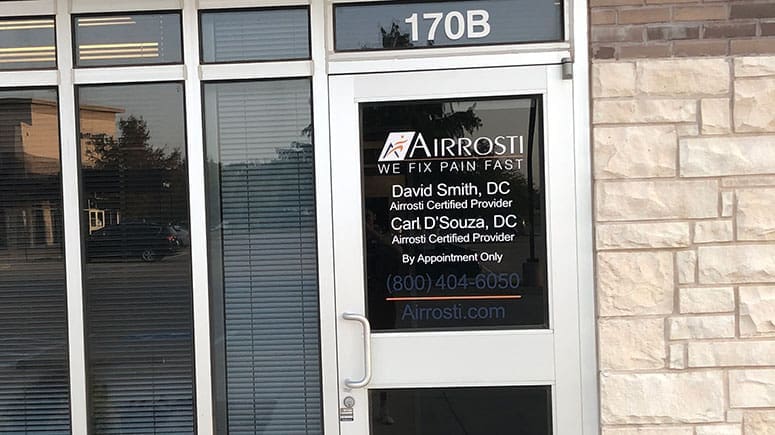 170B
AIRROSTI
WE FIX PAIN FAST
David Smith, DC
Airrosti Certified Provider
Carl D'Souza, DC
Airrosti Certified Provider
By Appointment Only
(800) 404-6050
Airrosti.com